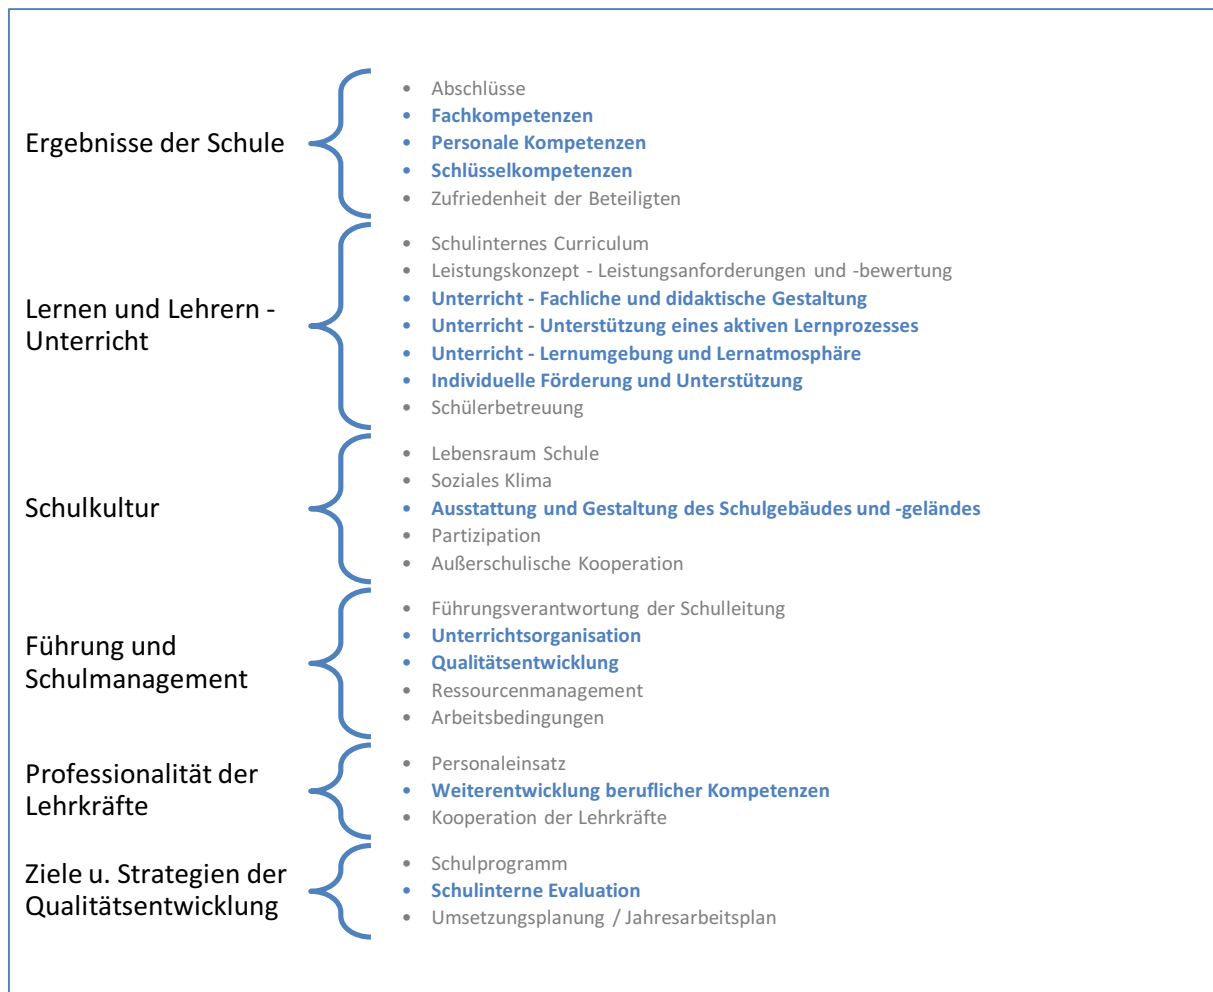 Ergebnisse der Schule
• Abschlüsse
• Fachkompetenzen
• Personale Kompetenzen
• Schlüsselkompetenzen
• Zufriedenheit der Beteiligten
Lernen und Lehrern -
Unterricht
• Schulinternes Curriculum
• Leistungskonzept - Leistungsanforderungen und -bewertung
• Unterricht - Fachliche und didaktische Gestaltung
• Unterricht - Unterstützung eines aktiven Lernprozesses
• Unterricht - Lernumgebung und Lernatmosphäre
• Individuelle Förderung und Unterstützung
• Schülerbetreuung
Schulkultur
• Lebensraum Schule
• Soziales Klima
• Ausstattung und Gestaltung des Schulgebäudes und -geländes
• Partizipation
• Außerschulische Kooperation
Führung und
Schulmanagement
• Führungsverantwortung der Schulleitung
• Unterrichtsorganisation
• Qualitätsentwicklung
• Ressourcenmanagement
• Arbeitsbedingungen
Professionalität der
Lehrkräfte
• Personaleinsatz
• Weiterentwicklung beruflicher Kompetenzen
• Kooperation der Lehrkräfte
Ziele u. Strategien der
Qualitätsentwicklung
• Schulprogramm
• Schulinterne Evaluation
• Umsetzungsplanung / Jahresarbeitsplan